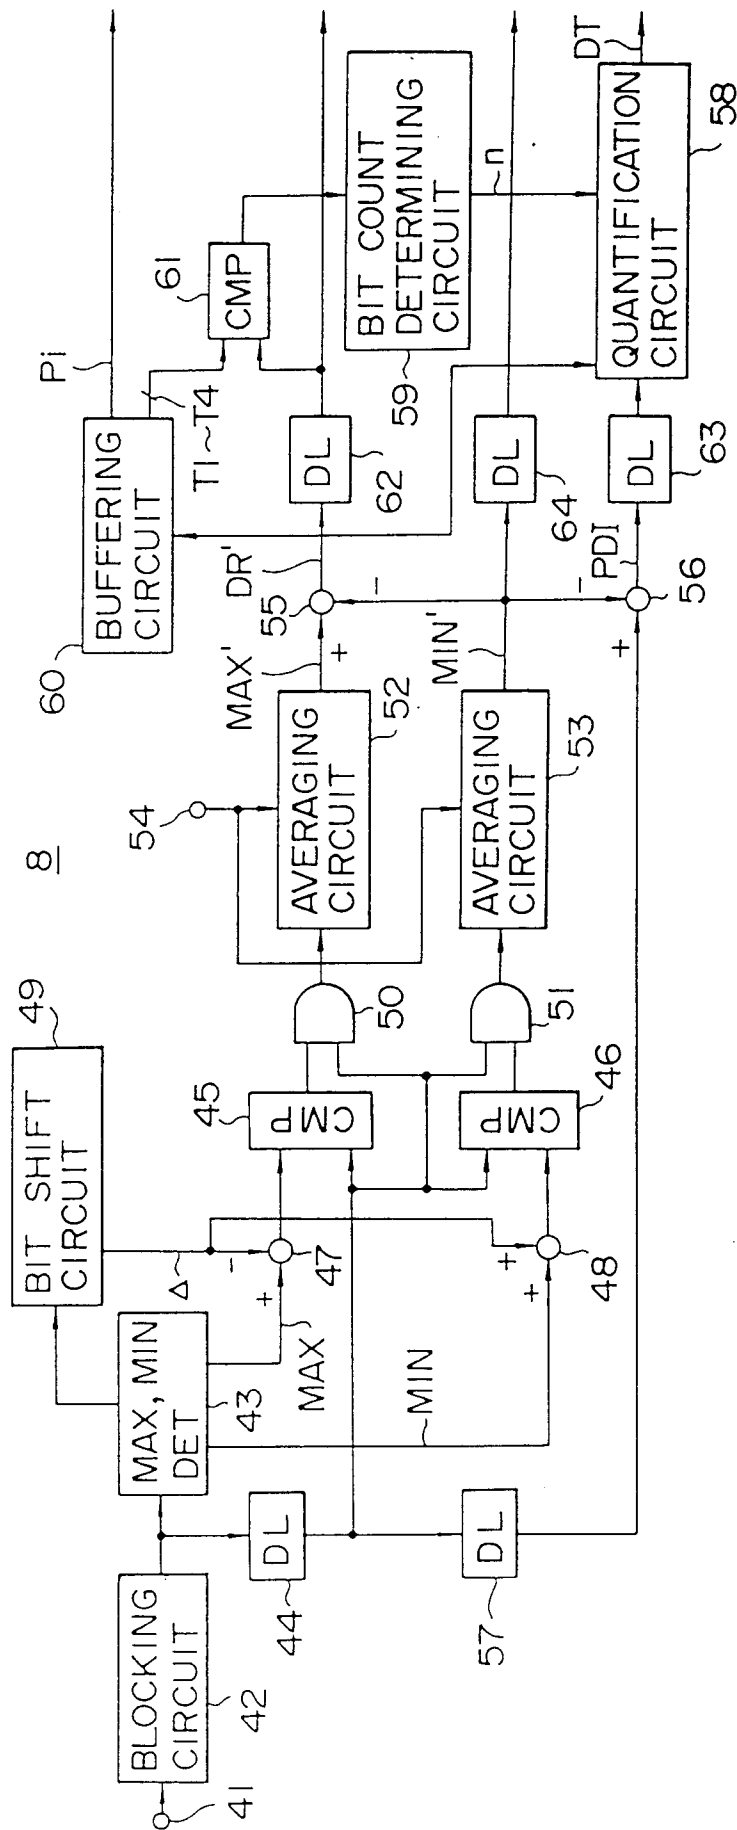 8
41
BLOCKING
CIRCUIT
42
MAX, MIN
DET
43
DL
44
BIT SHIFT
CIRCUIT
49
Δ
−
+
47
MAX
MIN
+
+
48
CMP
45
CMP
46
DL
57
50
51
54
AVERAGING
CIRCUIT
52
AVERAGING
CIRCUIT
53
MAX'
+
55
−
DR'
MIN'
−
+
56
PDI
BUFFERING
CIRCUIT
60
Pi
T1~T4
CMP
61
DL
62
DL
64
DL
63
BIT COUNT
DETERMINING
CIRCUIT
59
n
QUANTIFICATION
CIRCUIT
58
DT